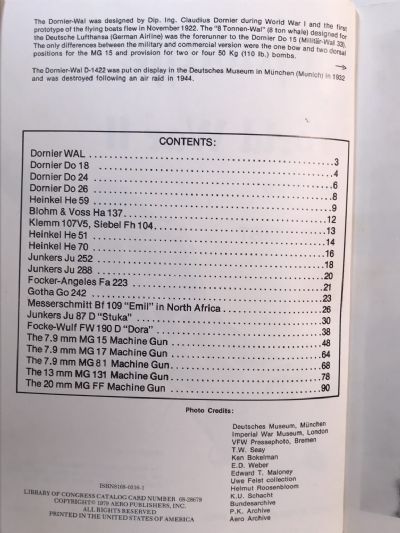 The Dornier-Wal was designed by Dip. Ing. Claudius Dornier during World War I and the first
prototype of the flying boats flew in November 1922. The "8 Tonnen-Wal" (8 ton whale) designed for
the Deutsche Lufthansa (German Airline) was the forerunner to the Dornier Do 15 (Militär-Wal 33).
The only differences between the military and commercial version were the one bow and two dorsal
positions for the MG 15 and provision for two or four 50 Kg (110 lb.) bombs.
The Dornier-Wal D-1422 was put on display in the Deutsches Museum in München (Munich) in 1932
and was destroyed following an air raid in 1944.
CONTENTS:
Dornier WAL 3
Dornier Do 18 4
Dornier Do 24 6
Dornier Do 26 8
Heinkel He 59 9
Blohm & Voss Ha 137 12
Klemm 107V5, Siebel Fh 104 13
Heinkel He 51 14
Heinkel He 70 16
Junkers Ju 252 18
Junkers Ju 288 20
Focker-Angeles Fa 223 21
Gotha Go 242 23
Messerschmitt Bf 109 "Emil" in North Africa 26
Junkers Ju 87 D "Stuka" 30
Focke-Wulf FW 190 D "Dora" 38
The 7.9 mm MG 15 Machine Gun 48
The 7.9 mm MG 17 Machine Gun 64
The 7.9 mm MG 81 Machine Gun 68
The 13 mm MG 131 Machine Gun 78
The 20 mm MG FF Machine Gun 90
Photo Credits:
Deutsches Museum, München
Imperial War Museum, London
VFW Pressephoto, Bremen
T.W. Seay
Ken Bokelman
E.D. Weber
Edward T. Maloney
Uwe Feist collection
Helmut Roosenbloom
K.U. Schacht
Bundesarchive
P.K. Archive
Aero Archive
LIBRARY OF CONGRESS CATALOG CARD NUMBER 68-28679
COPYRIGHT© 1979 AERO PUBLISHERS, INC.
ALL RIGHTS RESERVED
PRINTED IN THE UNITED STATES OF AMERICA